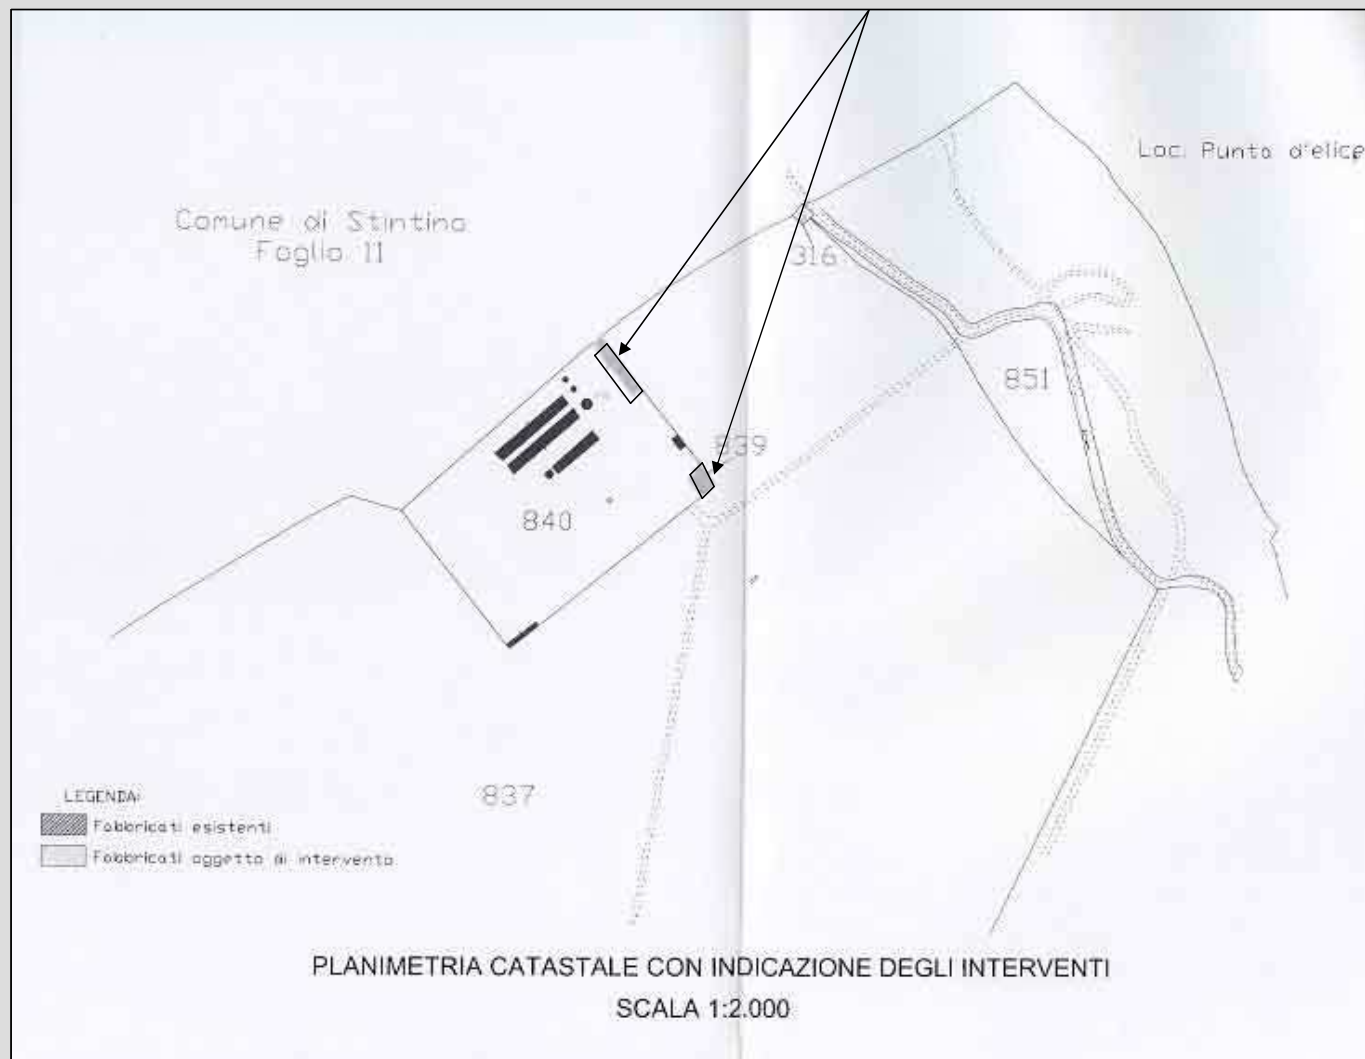 Loc. Punta d'elice
Comune di Stintino
Foglio 11
316
851
839
840
837
LEGENDA:
Fabbricati esistenti
Fabbricati oggetto di intervento
PLANIMETRIA CATASTALE CON INDICAZIONE DEGLI INTERVENTI
SCALA 1:2.000